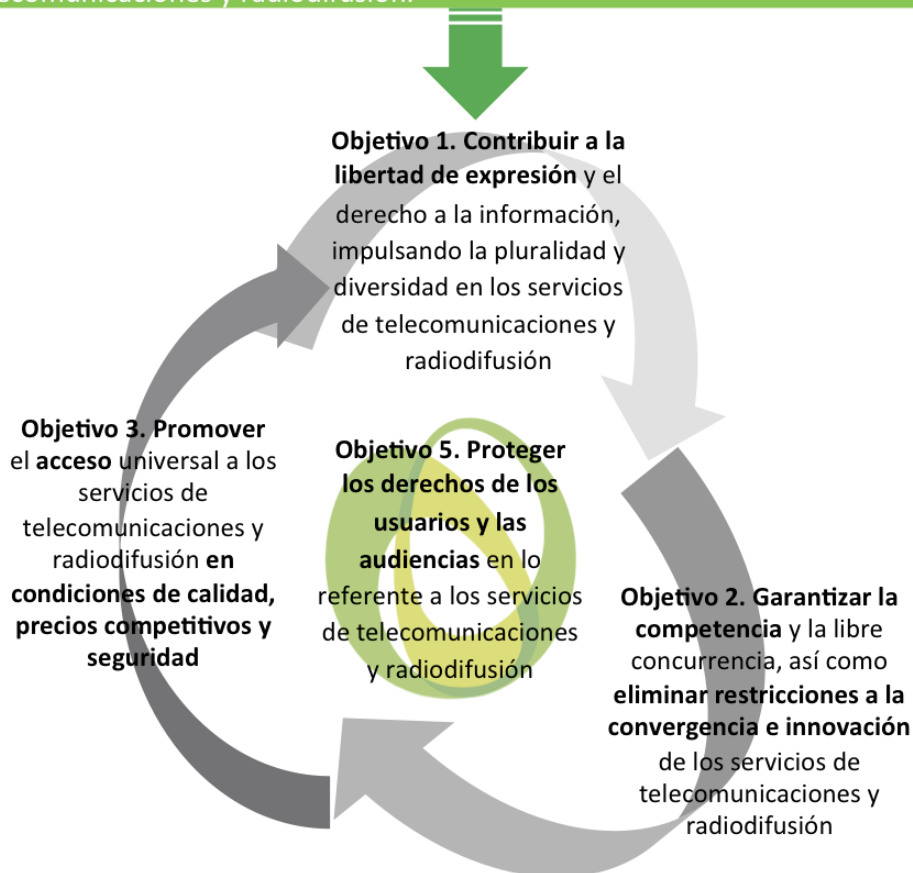 telecomunicaciones y radiodifusión.
Objetivo 1. Contribuir a la
libertad de expresión y el
derecho a la información,
impulsando la pluralidad y
diversidad en los servicios
de telecomunicaciones y
radiodifusión
Objetivo 3. Promover
el acceso universal a los
servicios de
telecomunicaciones y
radiodifusión en
condiciones de calidad,
precios competitivos y
seguridad
Objetivo 5. Proteger
los derechos de los
usuarios y las
audiencias en lo
referente a los servicios
de telecomunicaciones
y radiodifusión
Objetivo 2. Garantizar la
competencia y la libre
concurrencia, así como
eliminar restricciones a la
convergencia e innovación
de los servicios de
telecomunicaciones y
radiodifusión